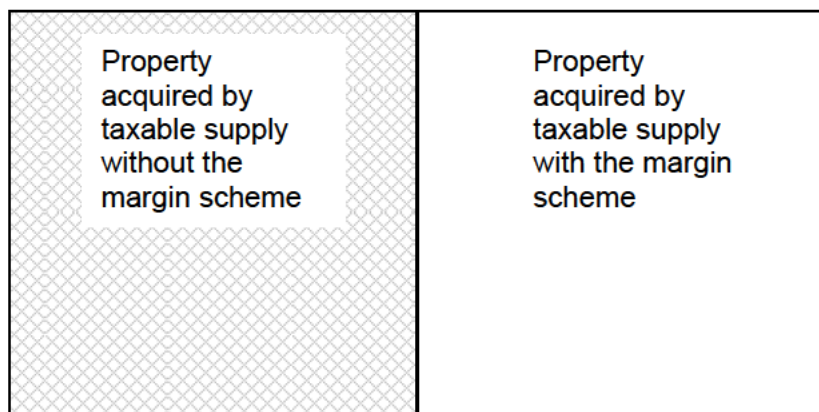 Property
acquired by
taxable supply
without the
margin scheme
Property
acquired by
taxable supply
with the margin
scheme